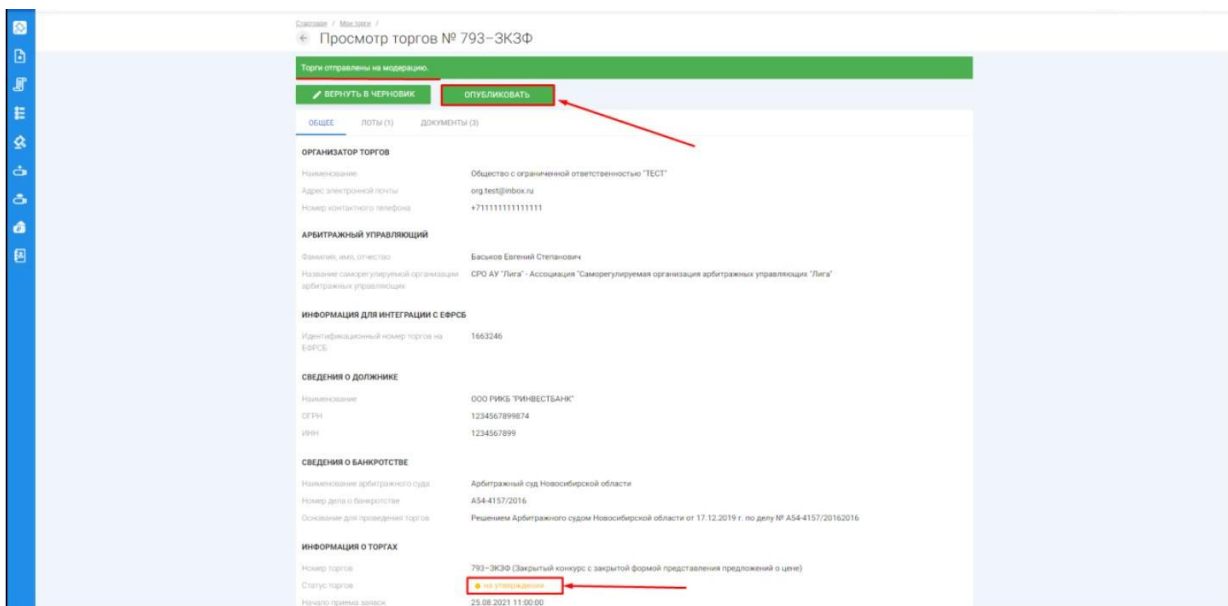 Стартовая / Мои торги /
Просмотр торгов № 793-ЗКЗФ
Торги отправлены на модерацию.
ВЕРНУТЬ В ЧЕРНОВИК ОПУБЛИКОВАТЬ
ОБЩЕЕ ЛОТЫ (1) ДОКУМЕНТЫ (3)
ОРГАНИЗАТОР ТОРГОВ
Наименование Общество с ограниченной ответственностью "ТЕСТ"
Адрес электронной почты org.test@inbox.ru
Номер контактного телефона +711111111111111
АРБИТРАЖНЫЙ УПРАВЛЯЮЩИЙ
Фамилия, имя, отчество Баськов Евгений Степанович
Название саморегулируемой организации СРО АУ "Лига" - Ассоциация "Саморегулируемая организация арбитражных управляющих "Лига"
арбитражных управляющих
ИНФОРМАЦИЯ ДЛЯ ИНТЕГРАЦИИ С ЕФРСБ
Идентификационный номер торгов на 1663246
ЕФРСБ
СВЕДЕНИЯ О ДОЛЖНИКЕ
Наименование ООО РИКБ "РИНВЕСТБАНК"
ОГРН 1234567899874
ИНН 1234567899
СВЕДЕНИЯ О БАНКРОТСТВЕ
Наименование арбитражного суда Арбитражный суд Новосибирской области
Номер дела о банкротстве А54-4157/2016
Основание для проведения торгов Решением Арбитражного судом Новосибирской области от 17.12.2019 г. по делу № А54-4157/20162016
ИНФОРМАЦИЯ О ТОРГАХ
Номер торгов 793-ЗКЗФ (Закрытый конкурс с закрытой формой представления предложений о цене)
Статус торгов на утверждении
Начало приема заявок 25.08.2021 11:00:00